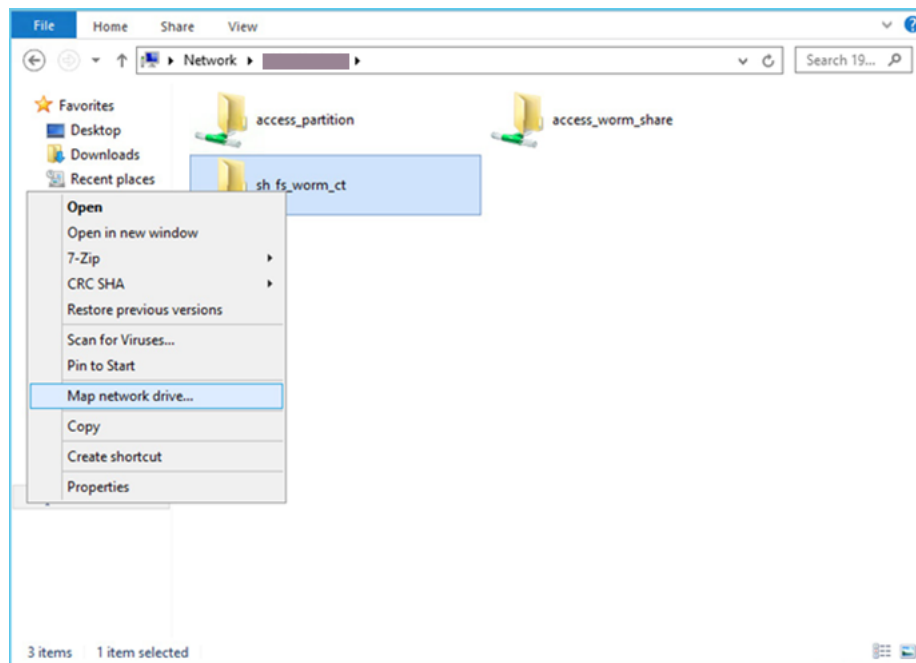 File Home Share View
Network
Search 19...
Favorites
Desktop
Downloads
Recent places
access_partition access_worm_share
sh fs_worm_ct
Open
Open in new window
7-Zip
CRC SHA
Restore previous versions
Scan for Viruses...
Pin to Start
Map network drive...
Copy
Create shortcut
Properties
3 items 1 item selected